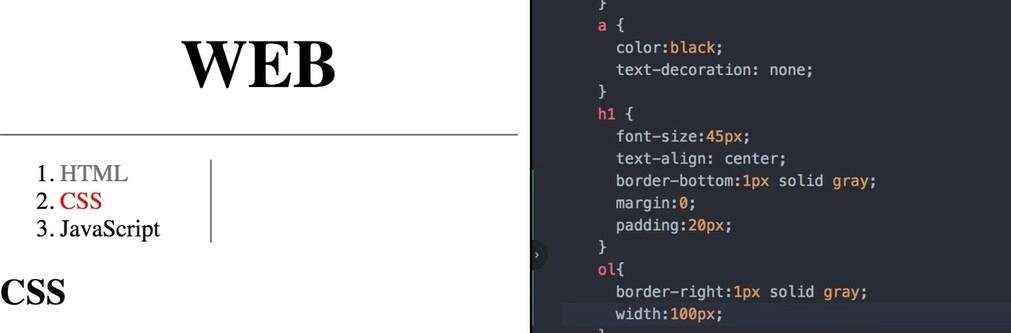 WEB
1. HTML
2. CSS
3. JavaScript
CSS
}
a {
color:black;
text-decoration: none;
}
h1 {
font-size:45px;
text-align: center;
border-bottom:1px solid gray;
margin:0;
padding:20px;
}
ol{
border-right:1px solid gray;
width:100px;
}